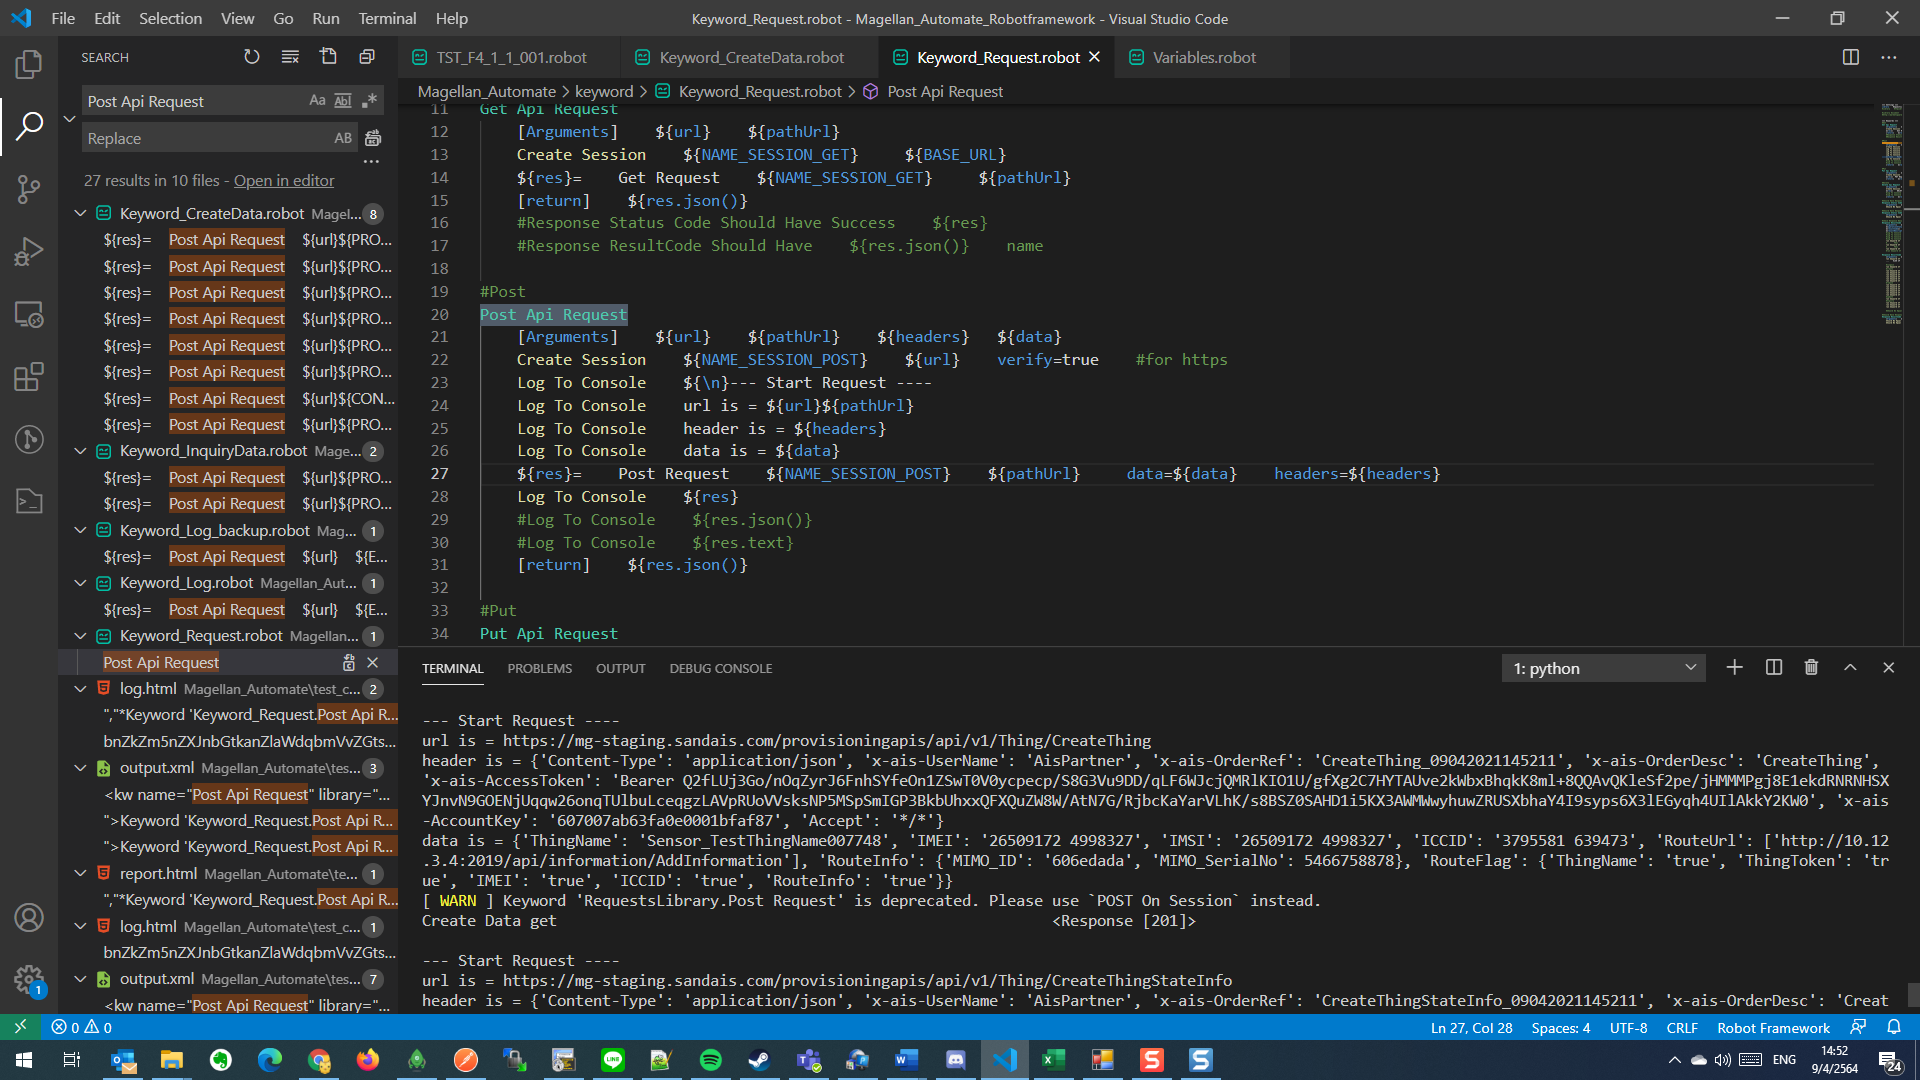 File Edit Selection View Go Run Terminal Help
Keyword_Request.robot - Magellan_Automate_Robotframework - Visual Studio Code
SEARCH
TST_F4_1_1_001.robot
Keyword_CreateData.robot
Keyword_Request.robot
Variables.robot
Magellan_Automate > keyword > Keyword_Request.robot > Post Api Request
Post Api Request
Replace
27 results in 10 files - Open in editor
Keyword_CreateData.robot Magel... 8
${res}= Post Api Request ${url}${PRO...
${res}= Post Api Request ${url}${PRO...
${res}= Post Api Request ${url}${PRO...
${res}= Post Api Request ${url}${PRO...
${res}= Post Api Request ${url}${PRO...
${res}= Post Api Request ${url}${PRO...
${res}= Post Api Request ${url}${CON...
${res}= Post Api Request ${url}${PRO...
Keyword_InquiryData.robot Mage... 2
${res}= Post Api Request ${url}${PRO...
${res}= Post Api Request ${url}${PRO...
Keyword_Log_backup.robot Mag... 1
${res}= Post Api Request ${url} ${E...
Keyword_Log.robot Magellan_Aut... 1
${res}= Post Api Request ${url} ${E...
Keyword_Request.robot Magellan... 1
Post Api Request
log.html Magellan_Automate\test_c... 2
","*Keyword 'Keyword_Request.Post Api R...
bnZkZm5nZXJnbGtkanZlaWdqbmVvZGts...
output.xml Magellan_Automate\tes... 3
<kw name="Post Api Request" library="...
">Keyword 'Keyword_Request.Post Api R...
">Keyword 'Keyword_Request.Post Api R...
report.html Magellan_Automate\te... 1
","*Keyword 'Keyword_Request.Post Api R...
log.html Magellan_Automate\test_c... 1
bnZkZm5nZXJnbGtkanZlaWdqbmVvZGts...
output.xml Magellan_Automate\tes... 7
<kw name="Post Api Request" library="...
11 Get Api Request
12 [Arguments] ${url} ${pathUrl}
13 Create Session ${NAME_SESSION_GET} ${BASE_URL}
14 ${res}= Get Request ${NAME_SESSION_GET} ${pathUrl}
15 [return] ${res.json()}
16 #Response Status Code Should Have Success ${res}
17 #Response ResultCode Should Have ${res.json()} name
18
19 #Post
20 Post Api Request
21 [Arguments] ${url} ${pathUrl} ${headers} ${data}
22 Create Session ${NAME_SESSION_POST} ${url} verify=true #for https
23 Log To Console ${\n}--- Start Request ----
24 Log To Console url is = ${url}${pathUrl}
25 Log To Console header is = ${headers}
26 Log To Console data is = ${data}
27 ${res}= Post Request ${NAME_SESSION_POST} ${pathUrl} data=${data} headers=${headers}
28 Log To Console ${res}
29 #Log To Console ${res.json()}
30 #Log To Console ${res.text}
31 [return] ${res.json()}
32
33 #Put
34 Put Api Request
TERMINAL PROBLEMS OUTPUT DEBUG CONSOLE
1: python
--- Start Request ----
url is = https://mg-staging.sandais.com/provisioningapis/api/v1/Thing/CreateThing
header is = {'Content-Type': 'application/json', 'x-ais-UserName': 'AisPartner', 'x-ais-OrderRef': 'CreateThing_09042021145211', 'x-ais-OrderDesc': 'CreateThing',
'x-ais-AccessToken': 'Bearer Q2fLUj3Go/nOqZyrJ6FnhSYfeOn1ZSwT0V0ycpecp/S8G3Vu9DD/qLF6WJcjQMRlKIO1U/gfXg2C7HYTAUve2kWbxBhqkK8ml+8QQAvQKleSf2pe/jHMMMPgj8E1ekdRNRNHSX
YJnvN9GOENjUqqw26onqTUlbuLceqgzLAVpRUoVVsksNP5MSpSmIGP3BkbUhxxQFXQuZW8W/AtN7G/RjbcKaYarVLhK/s8BSZ0SAHD1i5KX3AWMWwyhuwZRUSXbhaY4I9syps6X3lEGyqh4UIlAkkY2KW0', 'x-ais
-AccountKey': '607007ab63fa0e0001bfaf87', 'Accept': '*/*'}
data is = {'ThingName': 'Sensor_TestThingName007748', 'IMEI': '26509172 4998327', 'IMSI': '26509172 4998327', 'ICCID': '3795581 639473', 'RouteUrl': ['http://10.12
.3.4:2019/api/information/AddInformation'], 'RouteInfo': {'MIMO_ID': '606edada', 'MIMO_SerialNo': 5466758878}, 'RouteFlag': {'ThingName': 'true', 'ThingToken': 'tr
ue', 'IMEI': 'true', 'ICCID': 'true', 'RouteInfo': 'true'}}
[ WARN ] Keyword 'RequestsLibrary.Post Request' is deprecated. Please use `POST On Session` instead.
Create Data get <Response [201]>
--- Start Request ----
url is = https://mg-staging.sandais.com/provisioningapis/api/v1/Thing/CreateThingStateInfo
header is = {'Content-Type': 'application/json', 'x-ais-UserName': 'AisPartner', 'x-ais-OrderRef': 'CreateThingStateInfo_09042021145211', 'x-ais-OrderDesc': 'Creat
0 0 Ln 27, Col 28 Spaces: 4 UTF-8 CRLF Robot Framework
ENG
14:52
9/4/2564
24